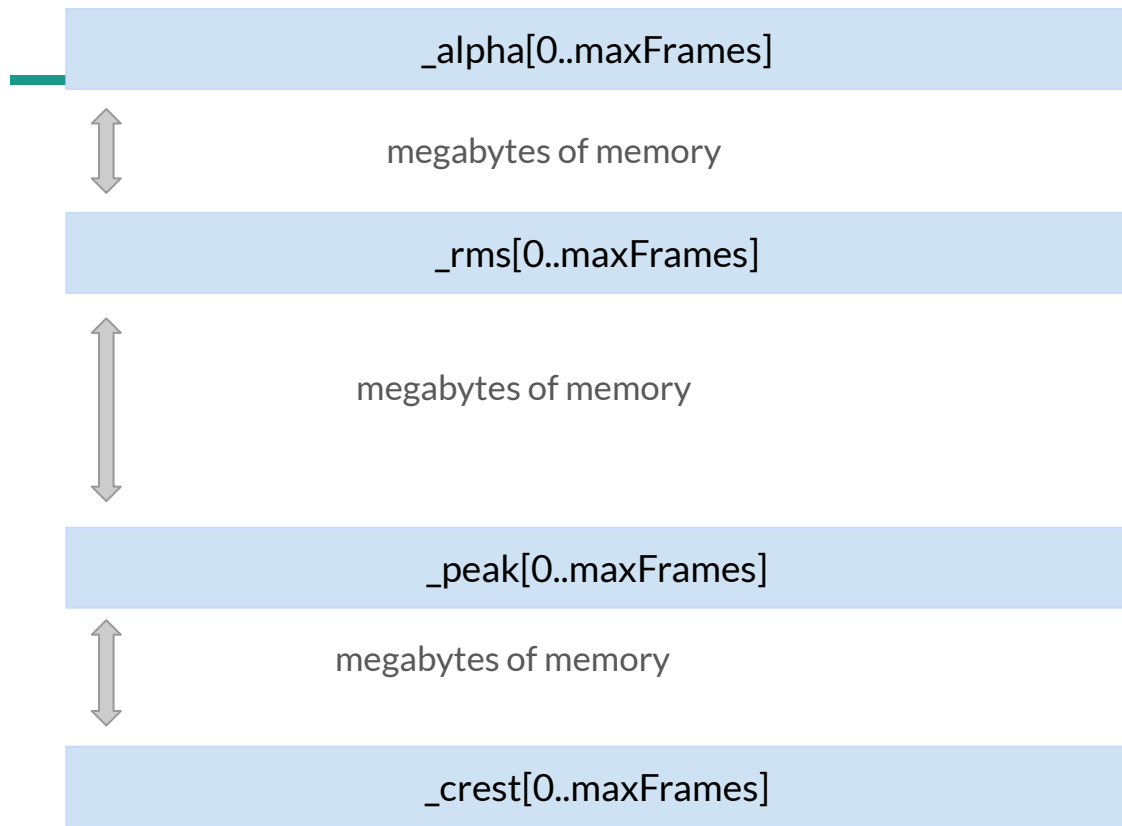 _alpha[0..maxFrames]
megabytes of memory
_rms[0..maxFrames]
megabytes of memory
_peak[0..maxFrames]
megabytes of memory
_crest[0..maxFrames]